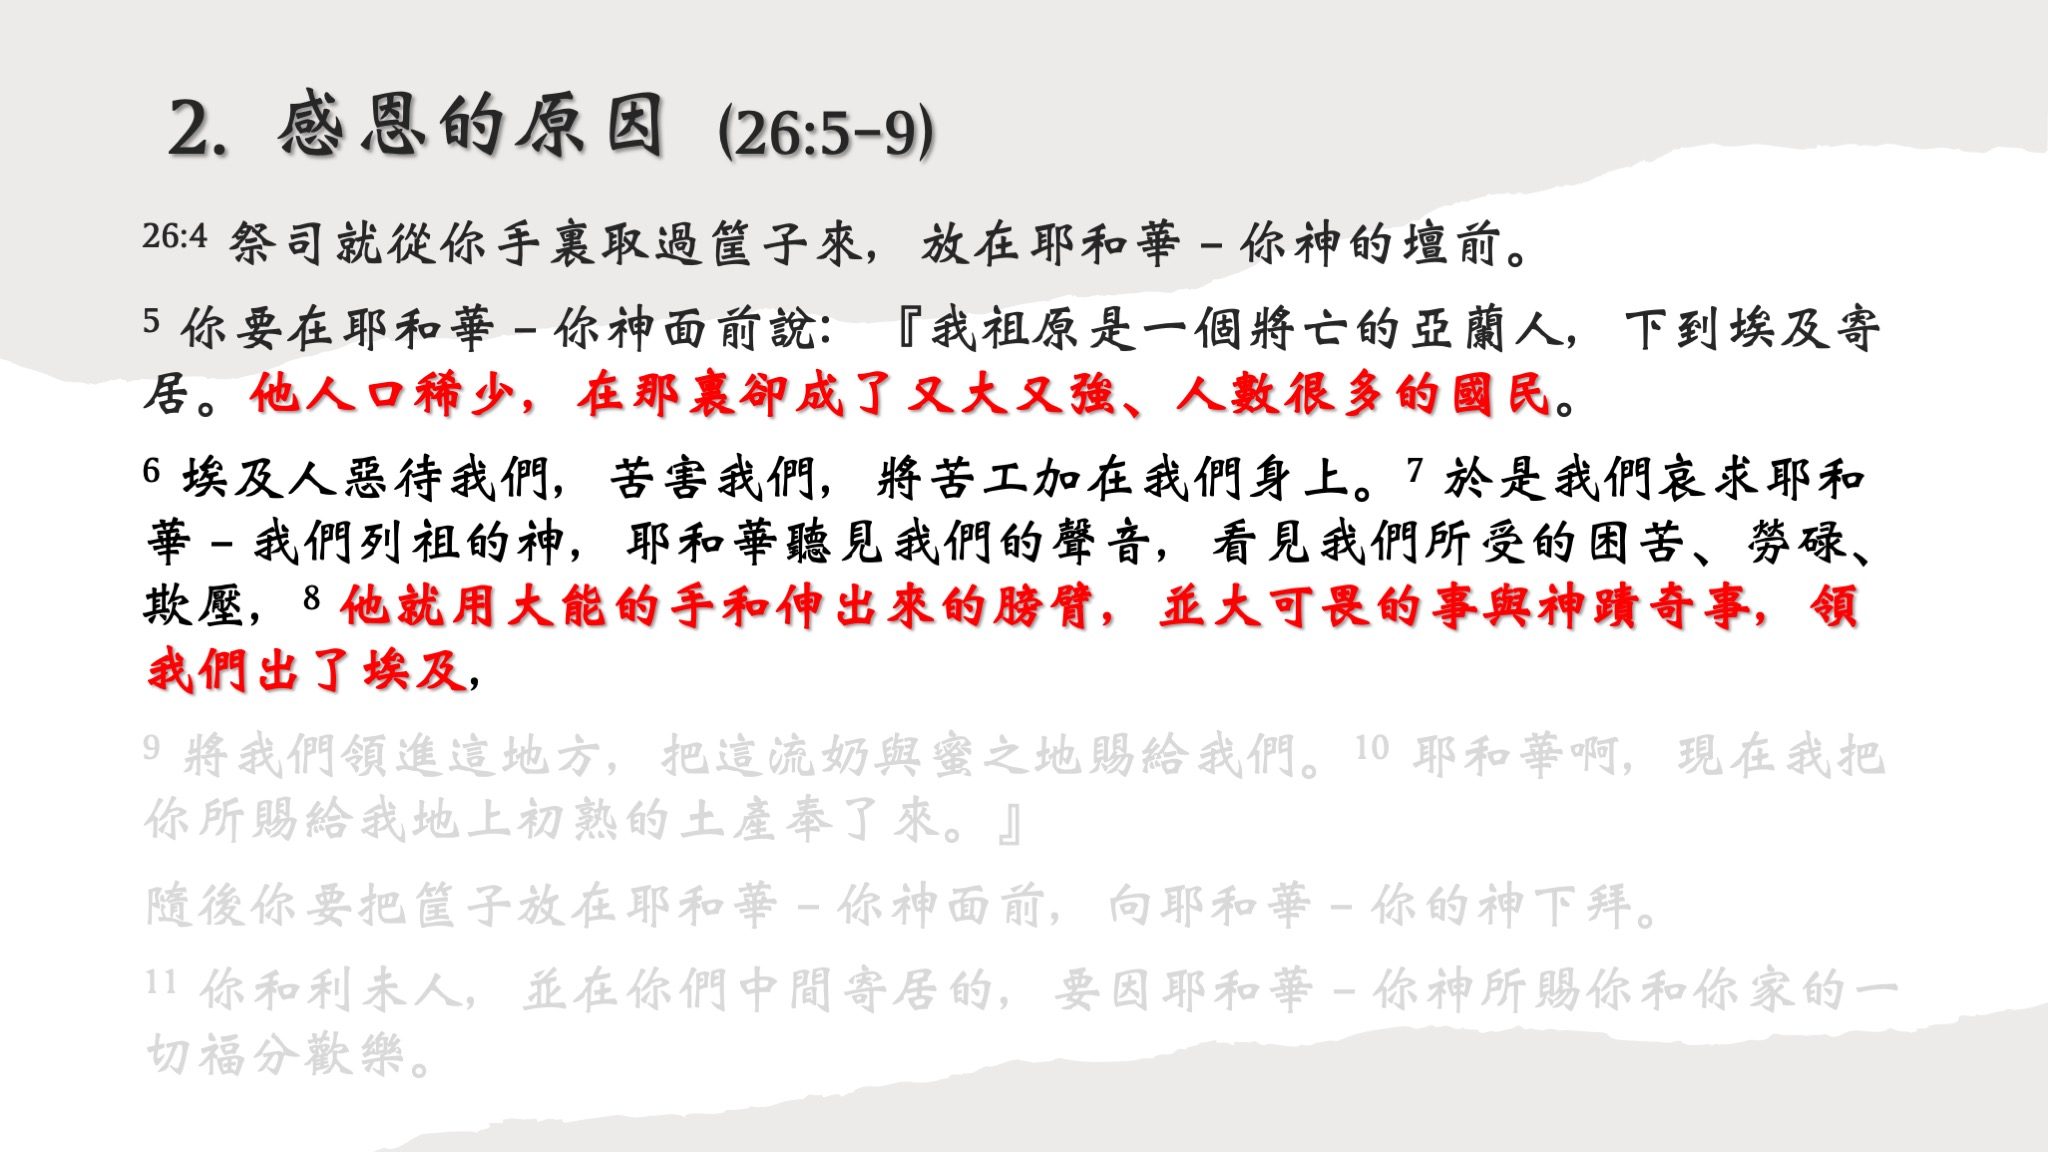 2. 感恩的原因 (26:5-9)
26:4 祭司就從你手裏取過筐子來，放在耶和華－你神的壇前。
5 你要在耶和華－你神面前說：『我祖原是一個將亡的亞蘭人，下到埃及寄
居。他人口稀少，在那裏卻成了又大又強、人數很多的國民。
6 埃及人惡待我們，苦害我們，將苦工加在我們身上。7 於是我們哀求耶和
華－我們列祖的神，耶和華聽見我們的聲音，看見我們所受的困苦、勞碌、
欺壓，8 他就用大能的手和伸出來的膀臂，並大可畏的事與神蹟奇事，領
我們出了埃及，
9 將我們領進這地方，把這流奶與蜜之地賜給我們。10 耶和華啊，現在我把
你所賜給我地上初熟的土產奉了來。』
隨後你要把筐子放在耶和華－你神面前，向耶和華－你的神下拜。
11 你和利未人，並在你們中間寄居的，要因耶和華－你神所賜你和你家的一
切福分歡樂。